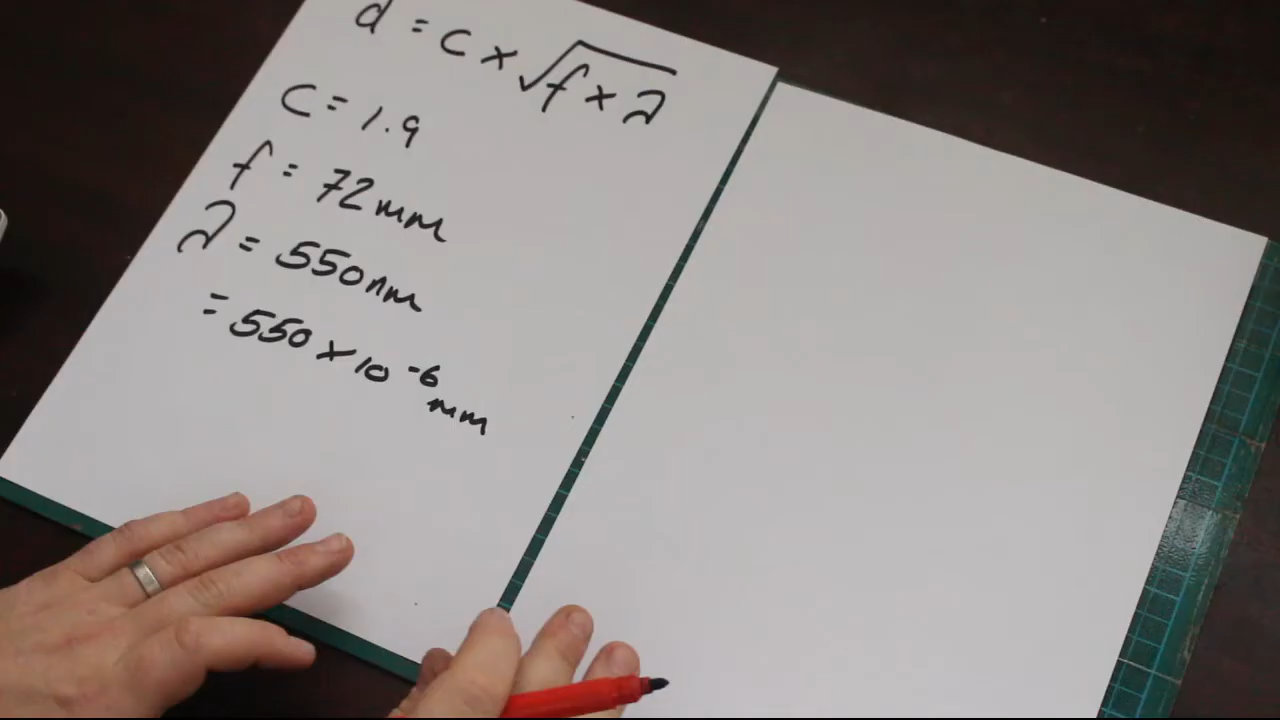 d = c × √f × λ
C = 1.9
f = 72mm
λ = 550nm
= 550 × 10⁻⁶ mm